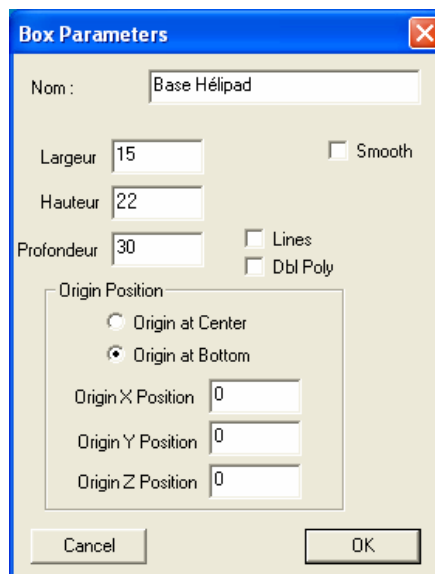 Box Parameters
Nom : Base Hélipad
Largeur 15 Smooth
Hauteur 22
Profondeur 30 Lines
Dbl Poly
Origin Position
Origin at Center
Origin at Bottom
Origin X Position 0
Origin Y Position 0
Origin Z Position 0
Cancel OK